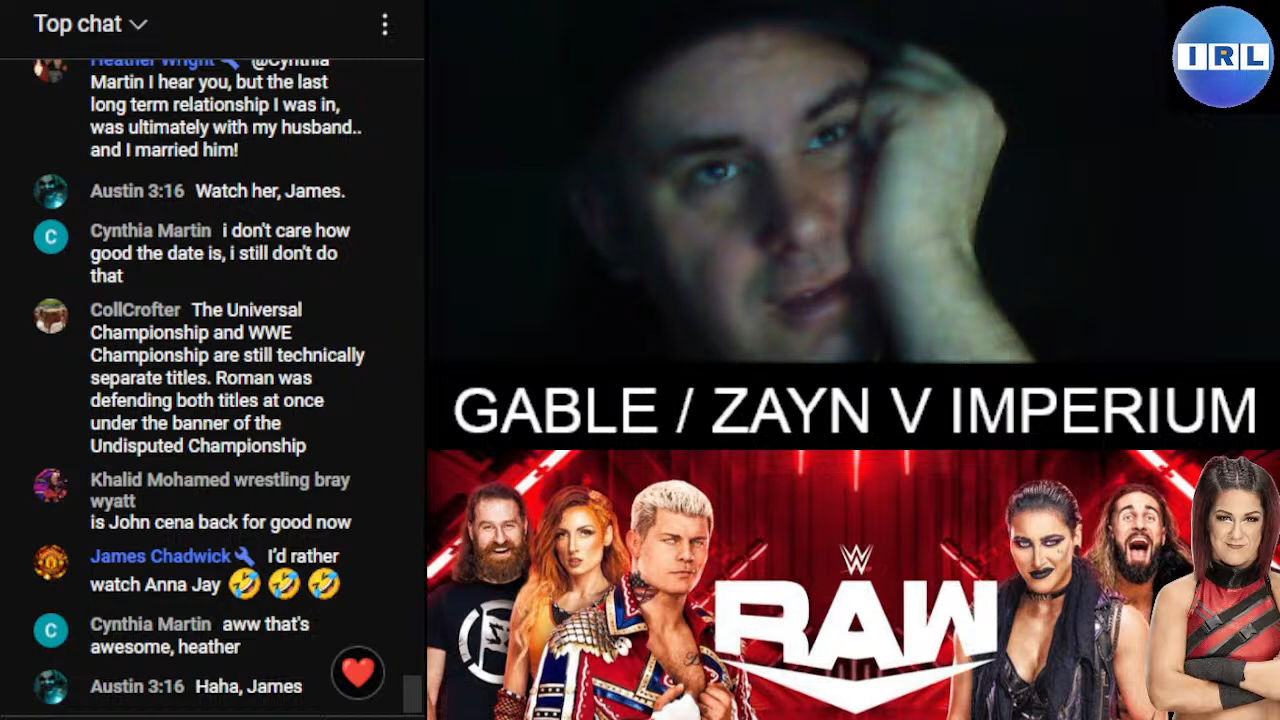 Top chat
Heather Wright @Cynthia
Martin I hear you, but the last
long term relationship I was in,
was ultimately with my husband..
and I married him!
Austin 3:16 Watch her, James.
Cynthia Martin i don't care how
good the date is, i still don't do
that
CollCrofter The Universal
Championship and WWE
Championship are still technically
separate titles. Roman was
defending both titles at once
under the banner of the
Undisputed Championship
Khalid Mohamed wrestling bray
wyatt
is John cena back for good now
James Chadwick I'd rather
watch Anna Jay 🤣 🤣 🤣
Cynthia Martin aww that's
awesome, heather
Austin 3:16 Haha, James
C
C
IRL
GABLE / ZAYN V IMPERIUM
W
RAW